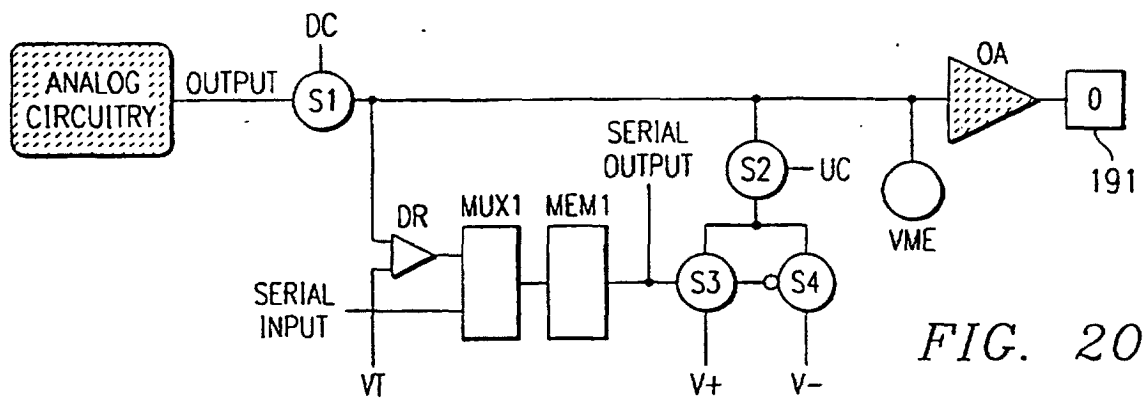 DC
OA
ANALOG
CIRCUITRY
OUTPUT
S1
0
SERIAL
OUTPUT
S2
UC
191
MUX1
MEM1
DR
VME
S3
S4
SERIAL
INPUT
VT
V+
V-
FIG. 20